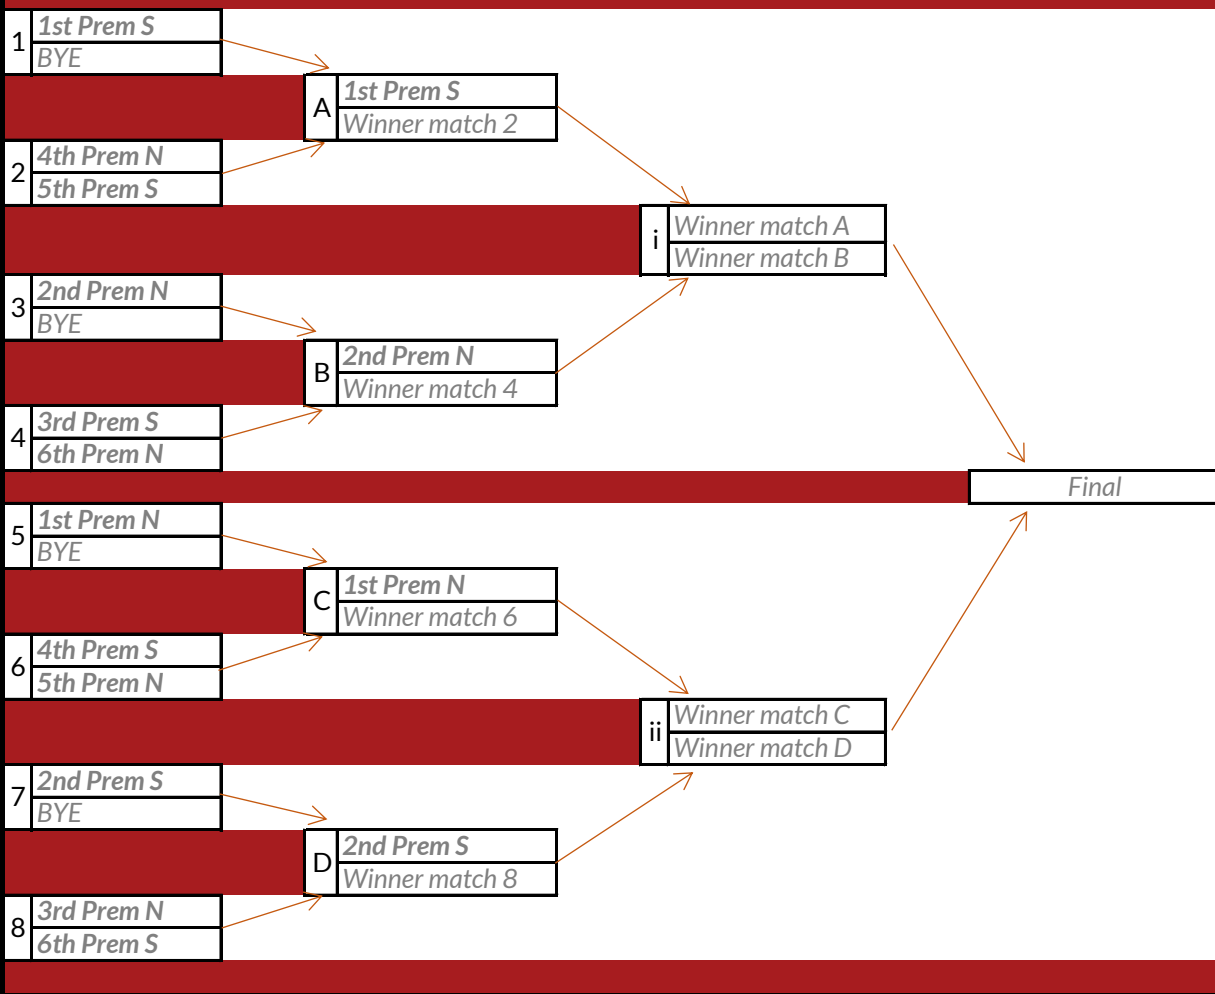 1
1st Prem S
BYE
A
1st Prem S
Winner match 2
2
4th Prem N
5th Prem S
i
Winner match A
Winner match B
3
2nd Prem N
BYE
B
2nd Prem N
Winner match 4
4
3rd Prem S
6th Prem N
Final
5
1st Prem N
BYE
C
1st Prem N
Winner match 6
6
4th Prem S
5th Prem N
ii
Winner match C
Winner match D
7
2nd Prem S
BYE
D
2nd Prem S
Winner match 8
8
3rd Prem N
6th Prem S